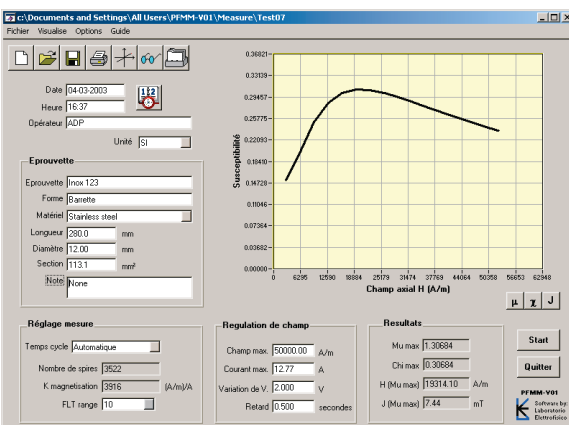 c:\Documents and Settings\All Users\PFMM-V01\Measure\Test07
Fichier Visualise Options Guide
Date 04-03-2003
Heure 16:37
Opérateur ADP
Unité SI
Eprouvette
Eprouvette Inox 123
Forme Barrette
Matériel Stainless steel
Longueur 280.0 mm
Diamètre 12.00 mm
Section 113.1 mm²
Note None
Susceptibilité
0.36821
0.33139
0.29457
0.25775
0.22093
0.18410
0.14728
0.11046
0.07364
0.03682
0.00000
0 6295 12590 18884 25179 31474 37769 44064 50358 56653 62948
Champ axial H (A/m)
μ χ J
Réglage mesure
Temps cycle Automatique
Nombre de spires 3522
K magnetisation 3916 (A/m)/A
FLT range 10
Regulation de champ
Champ max. 50000.00 A/m
Courant max. 12.77 A
Variation de V. 2.000 V
Retard 0.500 secondes
Resultats
Mu max 1.30684
Chi max 0.30684
H (Mu max) 19314.10 A/m
J (Mu max) 7.44 mT
Start
Quitter
PFMM-V01
Software by:
Laboratorio
Elettrofisico